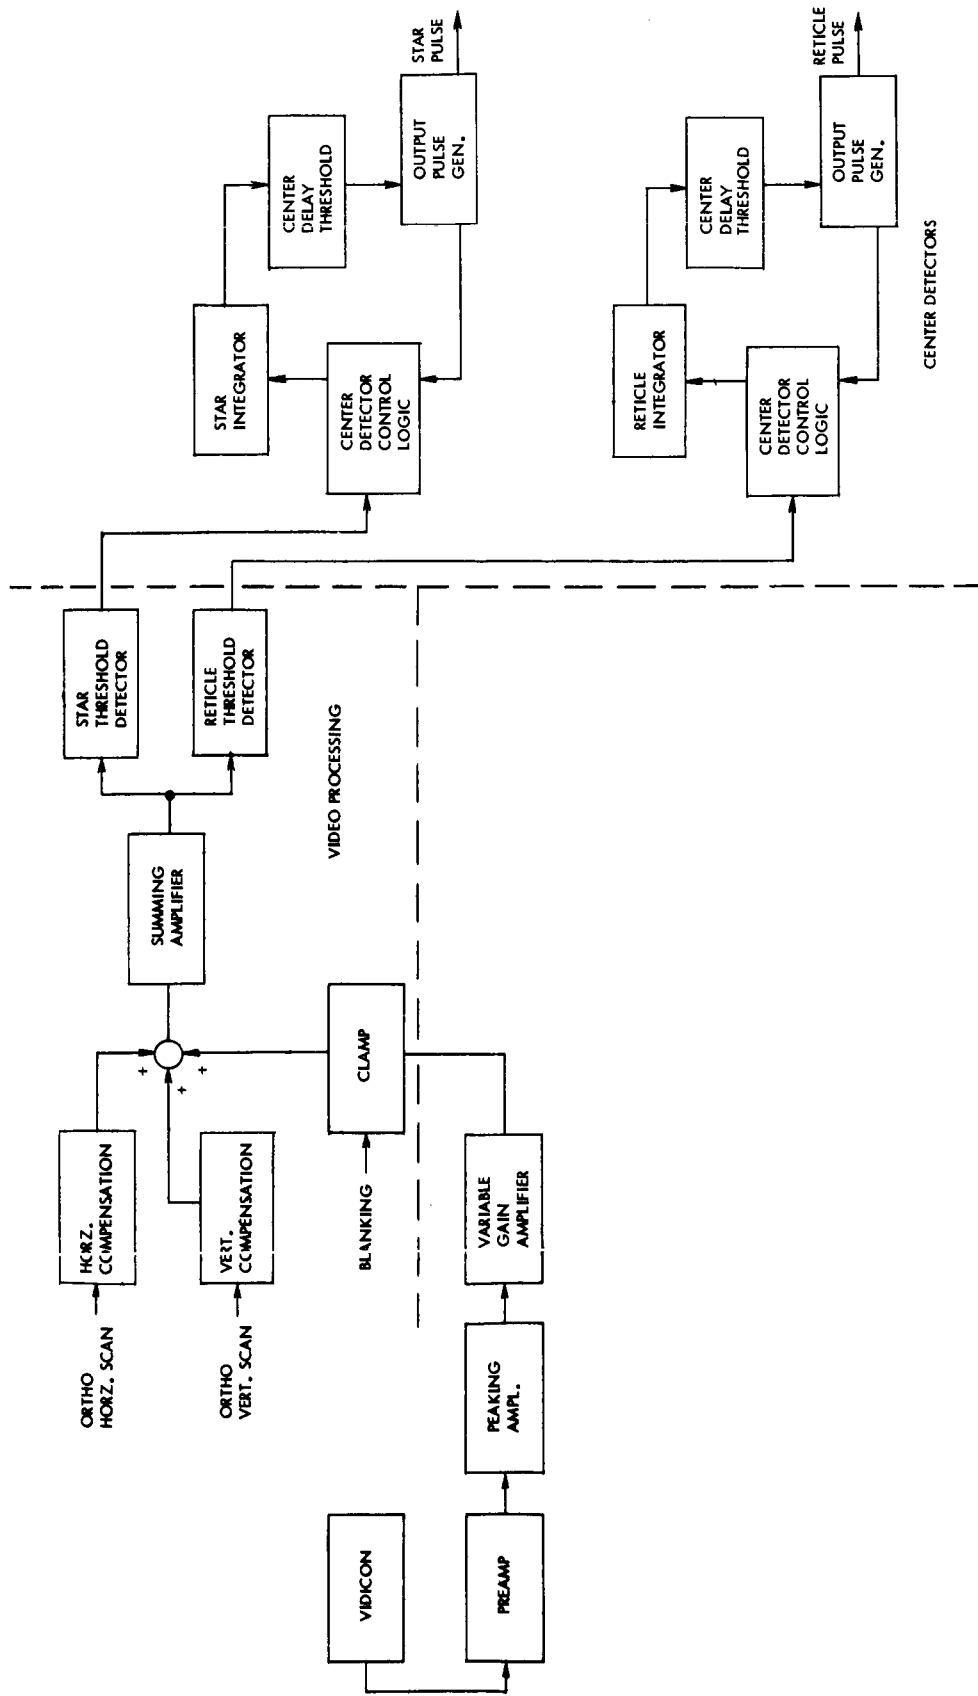 VIDICON
PREAMP
PEAKING
AMPL.
VARIABLE
GAIN
AMPLIFIER
ORTHO
HORZ. SCAN
HORZ.
COMPENSATION
ORTHO
VERT. SCAN
VERT.
COMPENSATION
BLANKING
CLAMP
+
+
+
SUMMING
AMPLIFIER
VIDEO PROCESSING
STAR
THRESHOLD
DETECTOR
RETICLE
THRESHOLD
DETECTOR
STAR
INTEGRATOR
CENTER
DETECTOR
CONTROL
LOGIC
CENTER
DELAY
THRESHOLD
OUTPUT
PULSE
GEN.
STAR
PULSE
RETICLE
INTEGRATOR
CENTER
DETECTOR
CONTROL
LOGIC
CENTER
DELAY
THRESHOLD
OUTPUT
PULSE
GEN.
RETICLE
PULSE
CENTER DETECTORS